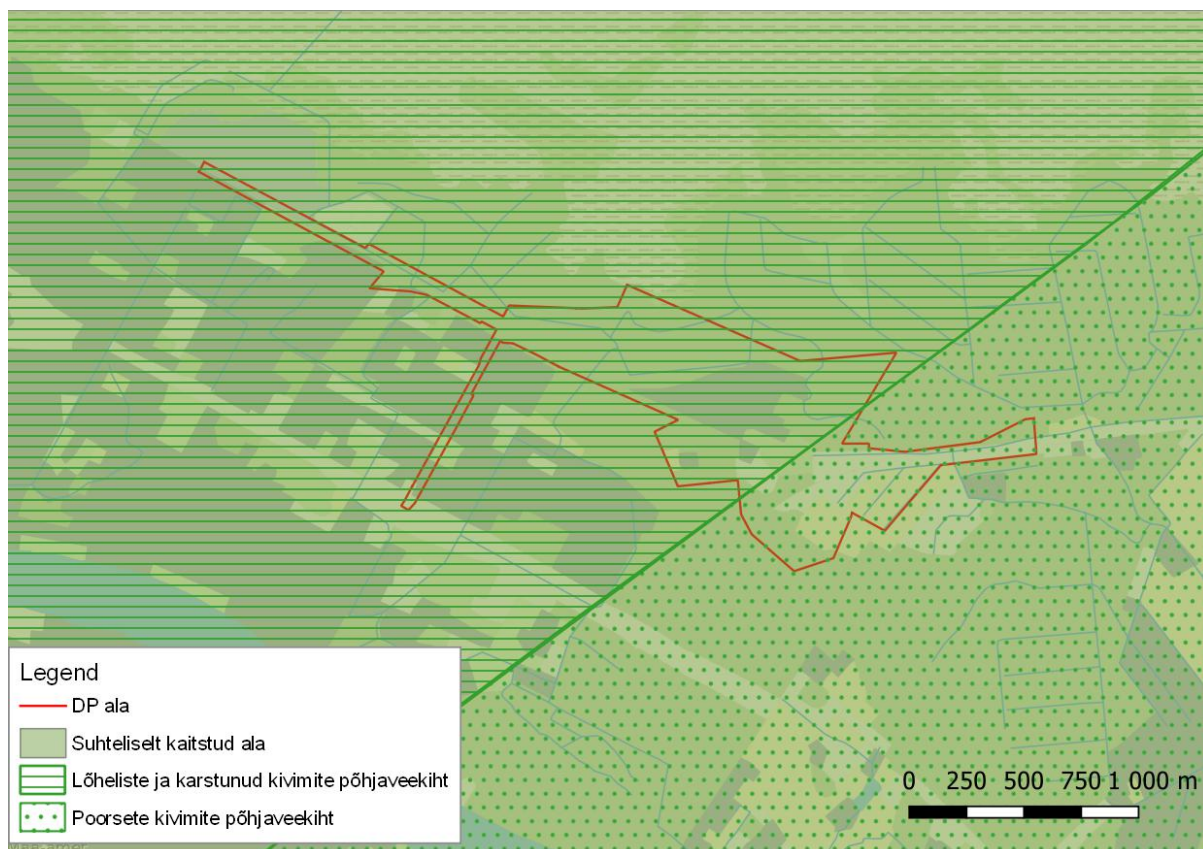 Legend
DP ala
Suhteliselt kaitstud ala
Lõheliste ja karstunud kivimite põhjaveekiht
Poorsete kivimite põhjaveekiht
0 250 500 750 1 000 m